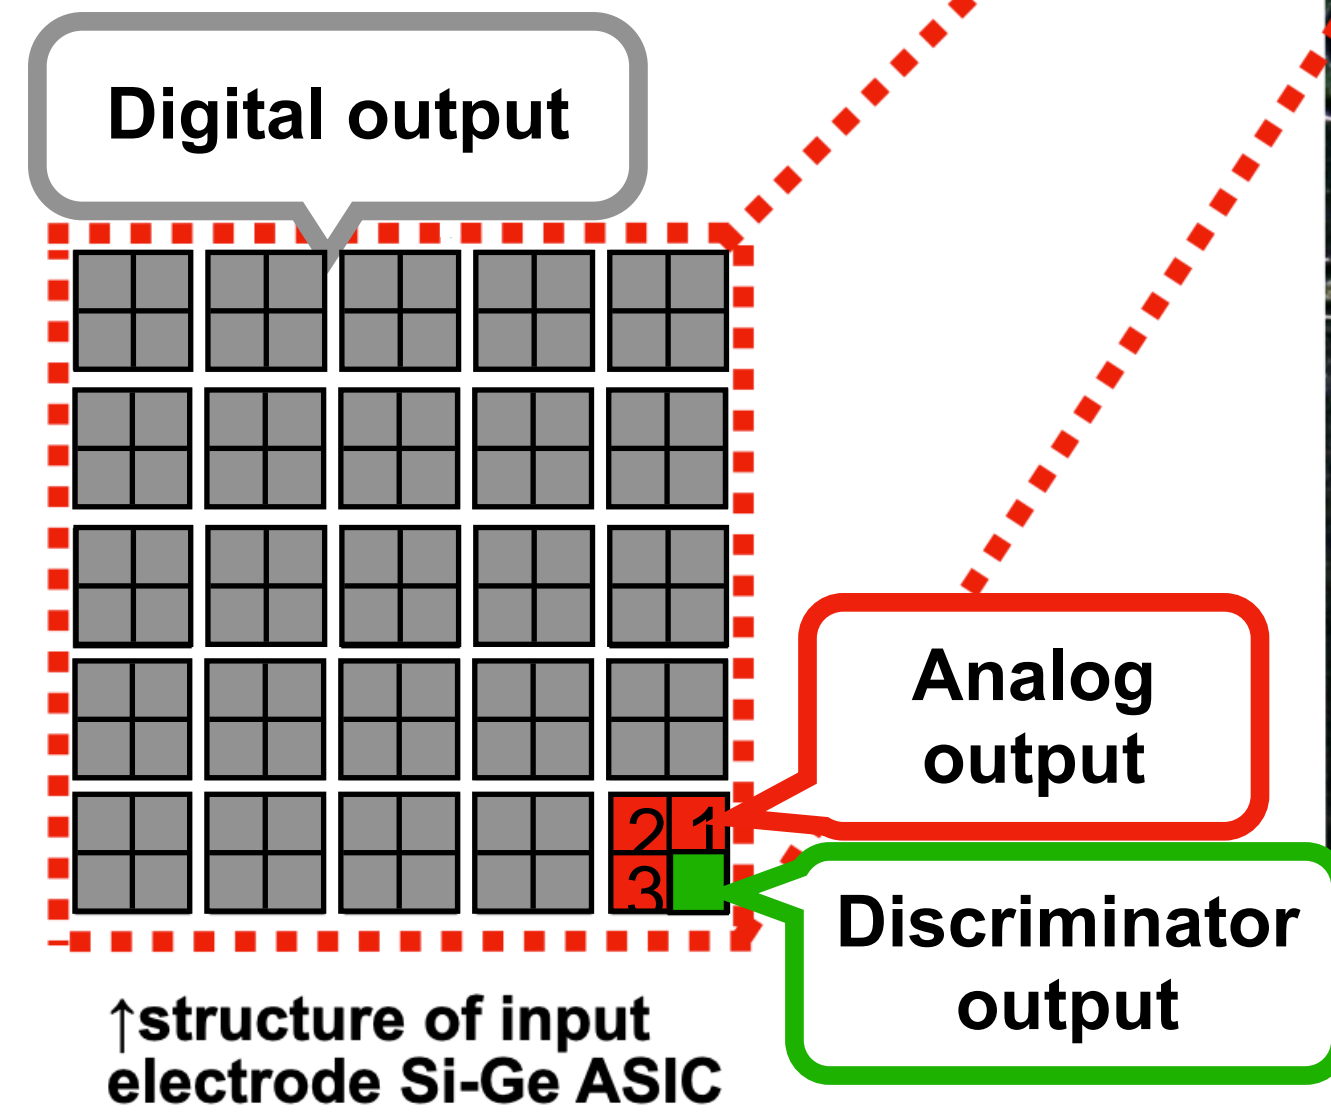 Digital output
2 1
3
Analog
output
Discriminator
output
↑structure of input
electrode Si-Ge ASIC